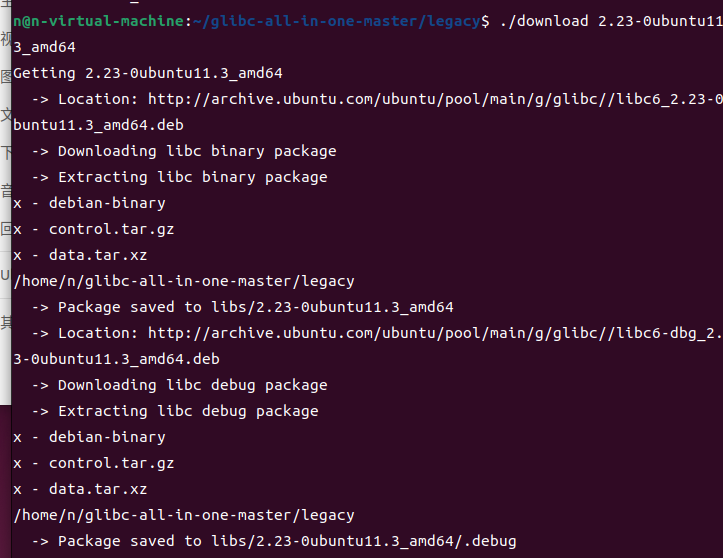 n@n-virtual-machine:~/glibc-all-in-one-master/legacy$ ./download 2.23-0ubuntu11
3_amd64
Getting 2.23-0ubuntu11.3_amd64
-> Location: http://archive.ubuntu.com/ubuntu/pool/main/g/glibc//libc6_2.23-0
buntu11.3_amd64.deb
-> Downloading libc binary package
-> Extracting libc binary package
x - debian-binary
x - control.tar.gz
x - data.tar.xz
/home/n/glibc-all-in-one-master/legacy
-> Package saved to libs/2.23-0ubuntu11.3_amd64
-> Location: http://archive.ubuntu.com/ubuntu/pool/main/g/glibc//libc6-dbg_2.
3-0ubuntu11.3_amd64.deb
-> Downloading libc debug package
-> Extracting libc debug package
x - debian-binary
x - control.tar.gz
x - data.tar.xz
/home/n/glibc-all-in-one-master/legacy
-> Package saved to libs/2.23-0ubuntu11.3_amd64/.debug